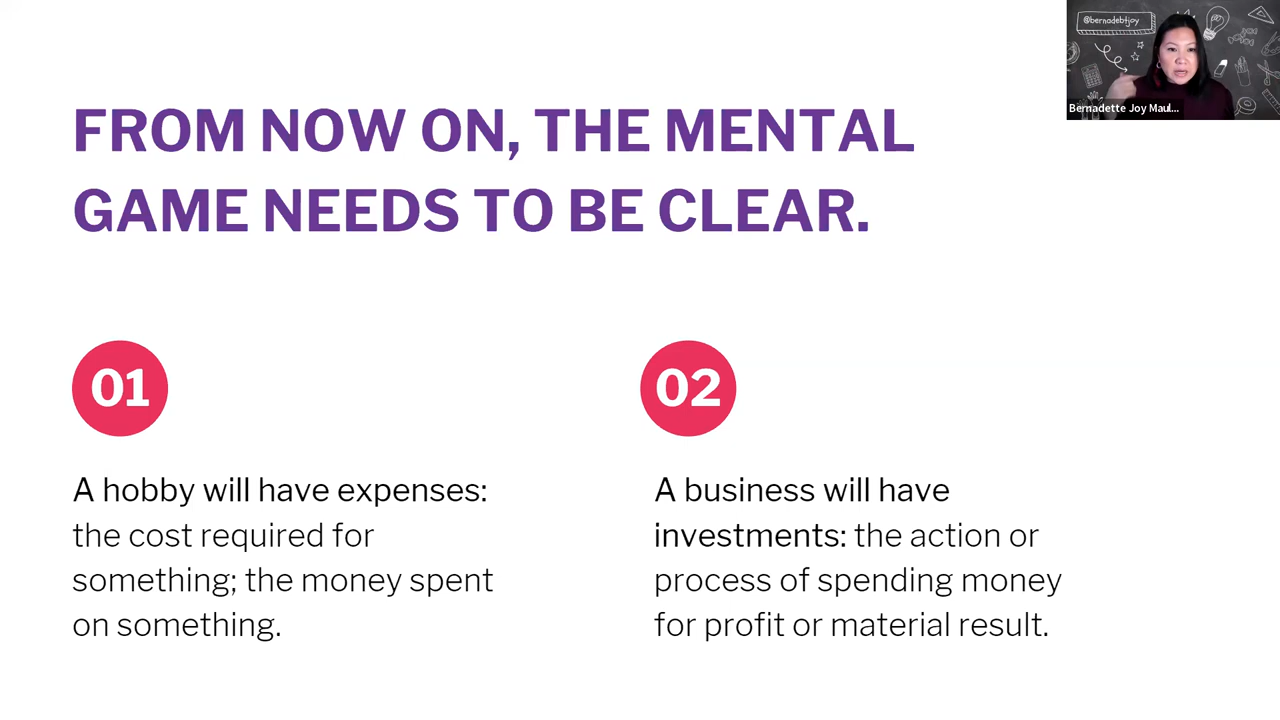 @bernadebtjoy
Bernadette Joy Maul...
FROM NOW ON, THE MENTAL
GAME NEEDS TO BE CLEAR.
01
A hobby will have expenses:
the cost required for
something; the money spent
on something.
02
A business will have
investments: the action or
process of spending money
for profit or material result.